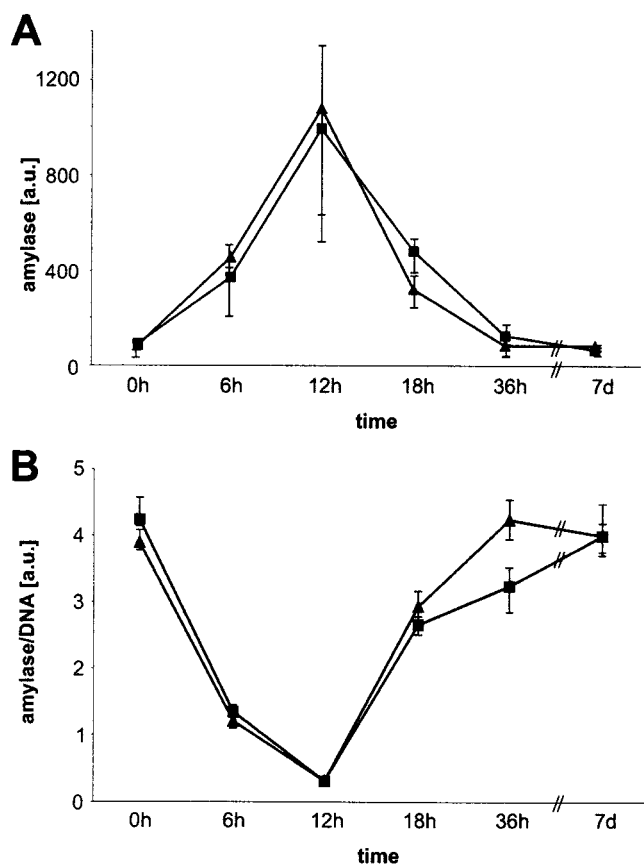 A
amylase [a.u.]
1200
800
400
0
0h 6h 12h 18h 36h 7d
time
B
amylase/DNA [a.u.]
5
4
3
2
1
0
0h 6h 12h 18h 36h 7d
time